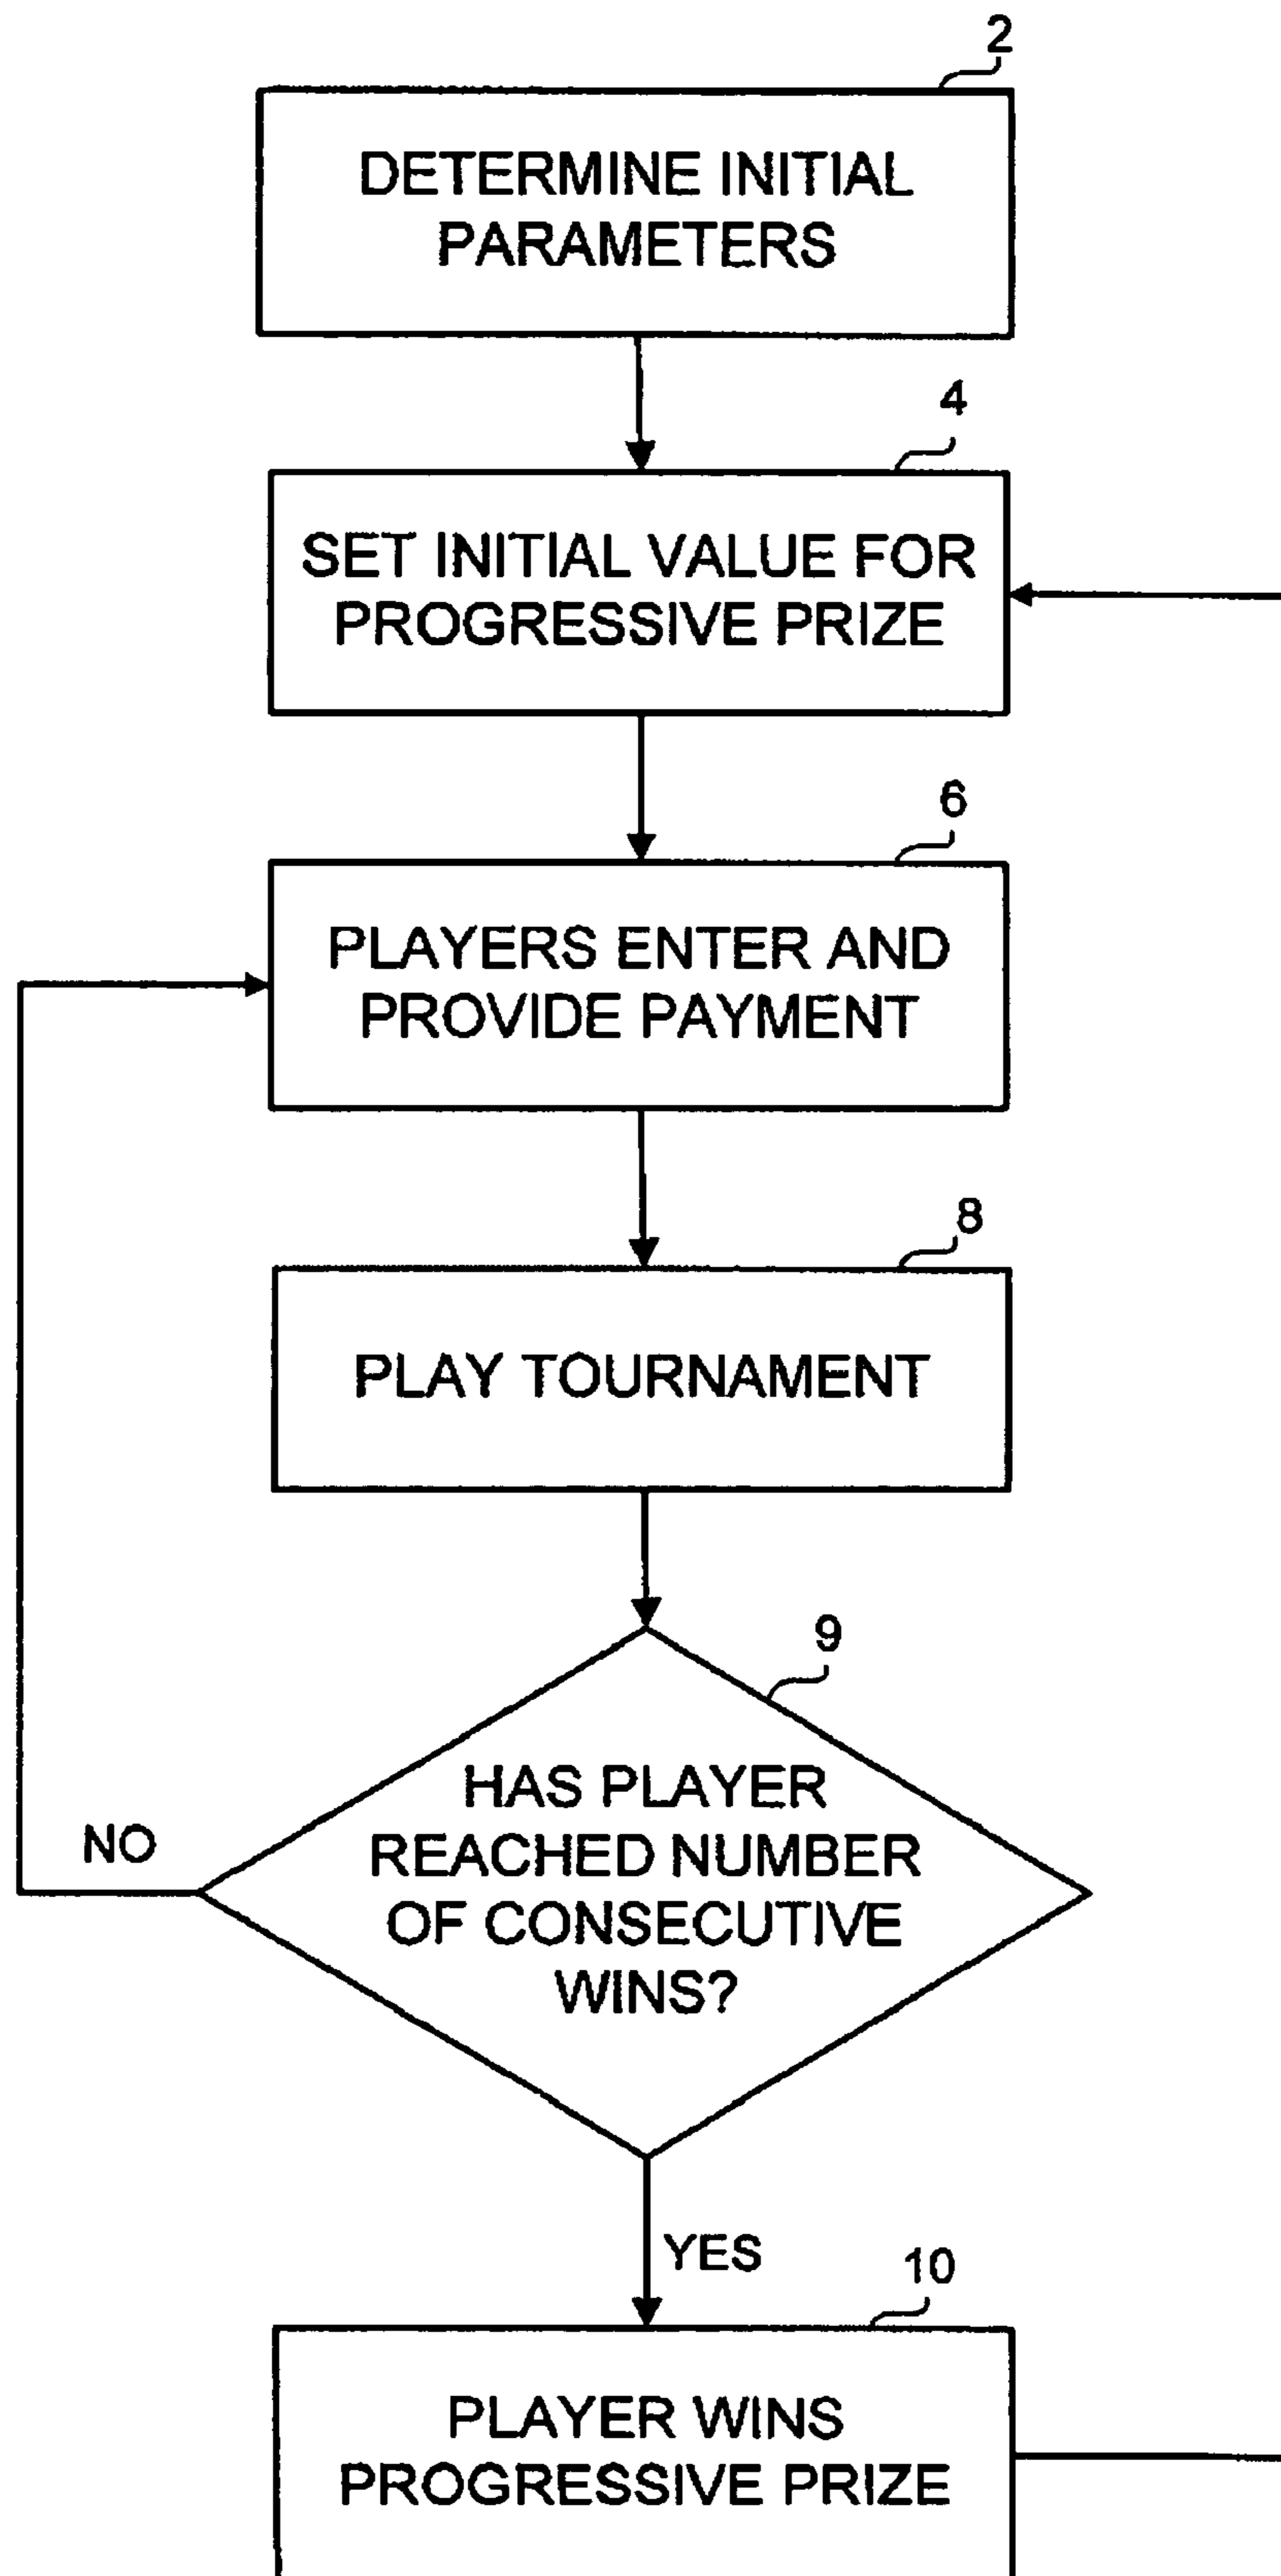 2
DETERMINE INITIAL
PARAMETERS
4
SET INITIAL VALUE FOR
PROGRESSIVE PRIZE
6
PLAYERS ENTER AND
PROVIDE PAYMENT
8
PLAY TOURNAMENT
9
HAS PLAYER
REACHED NUMBER
OF CONSECUTIVE
WINS?
NO
YES
10
PLAYER WINS
PROGRESSIVE PRIZE